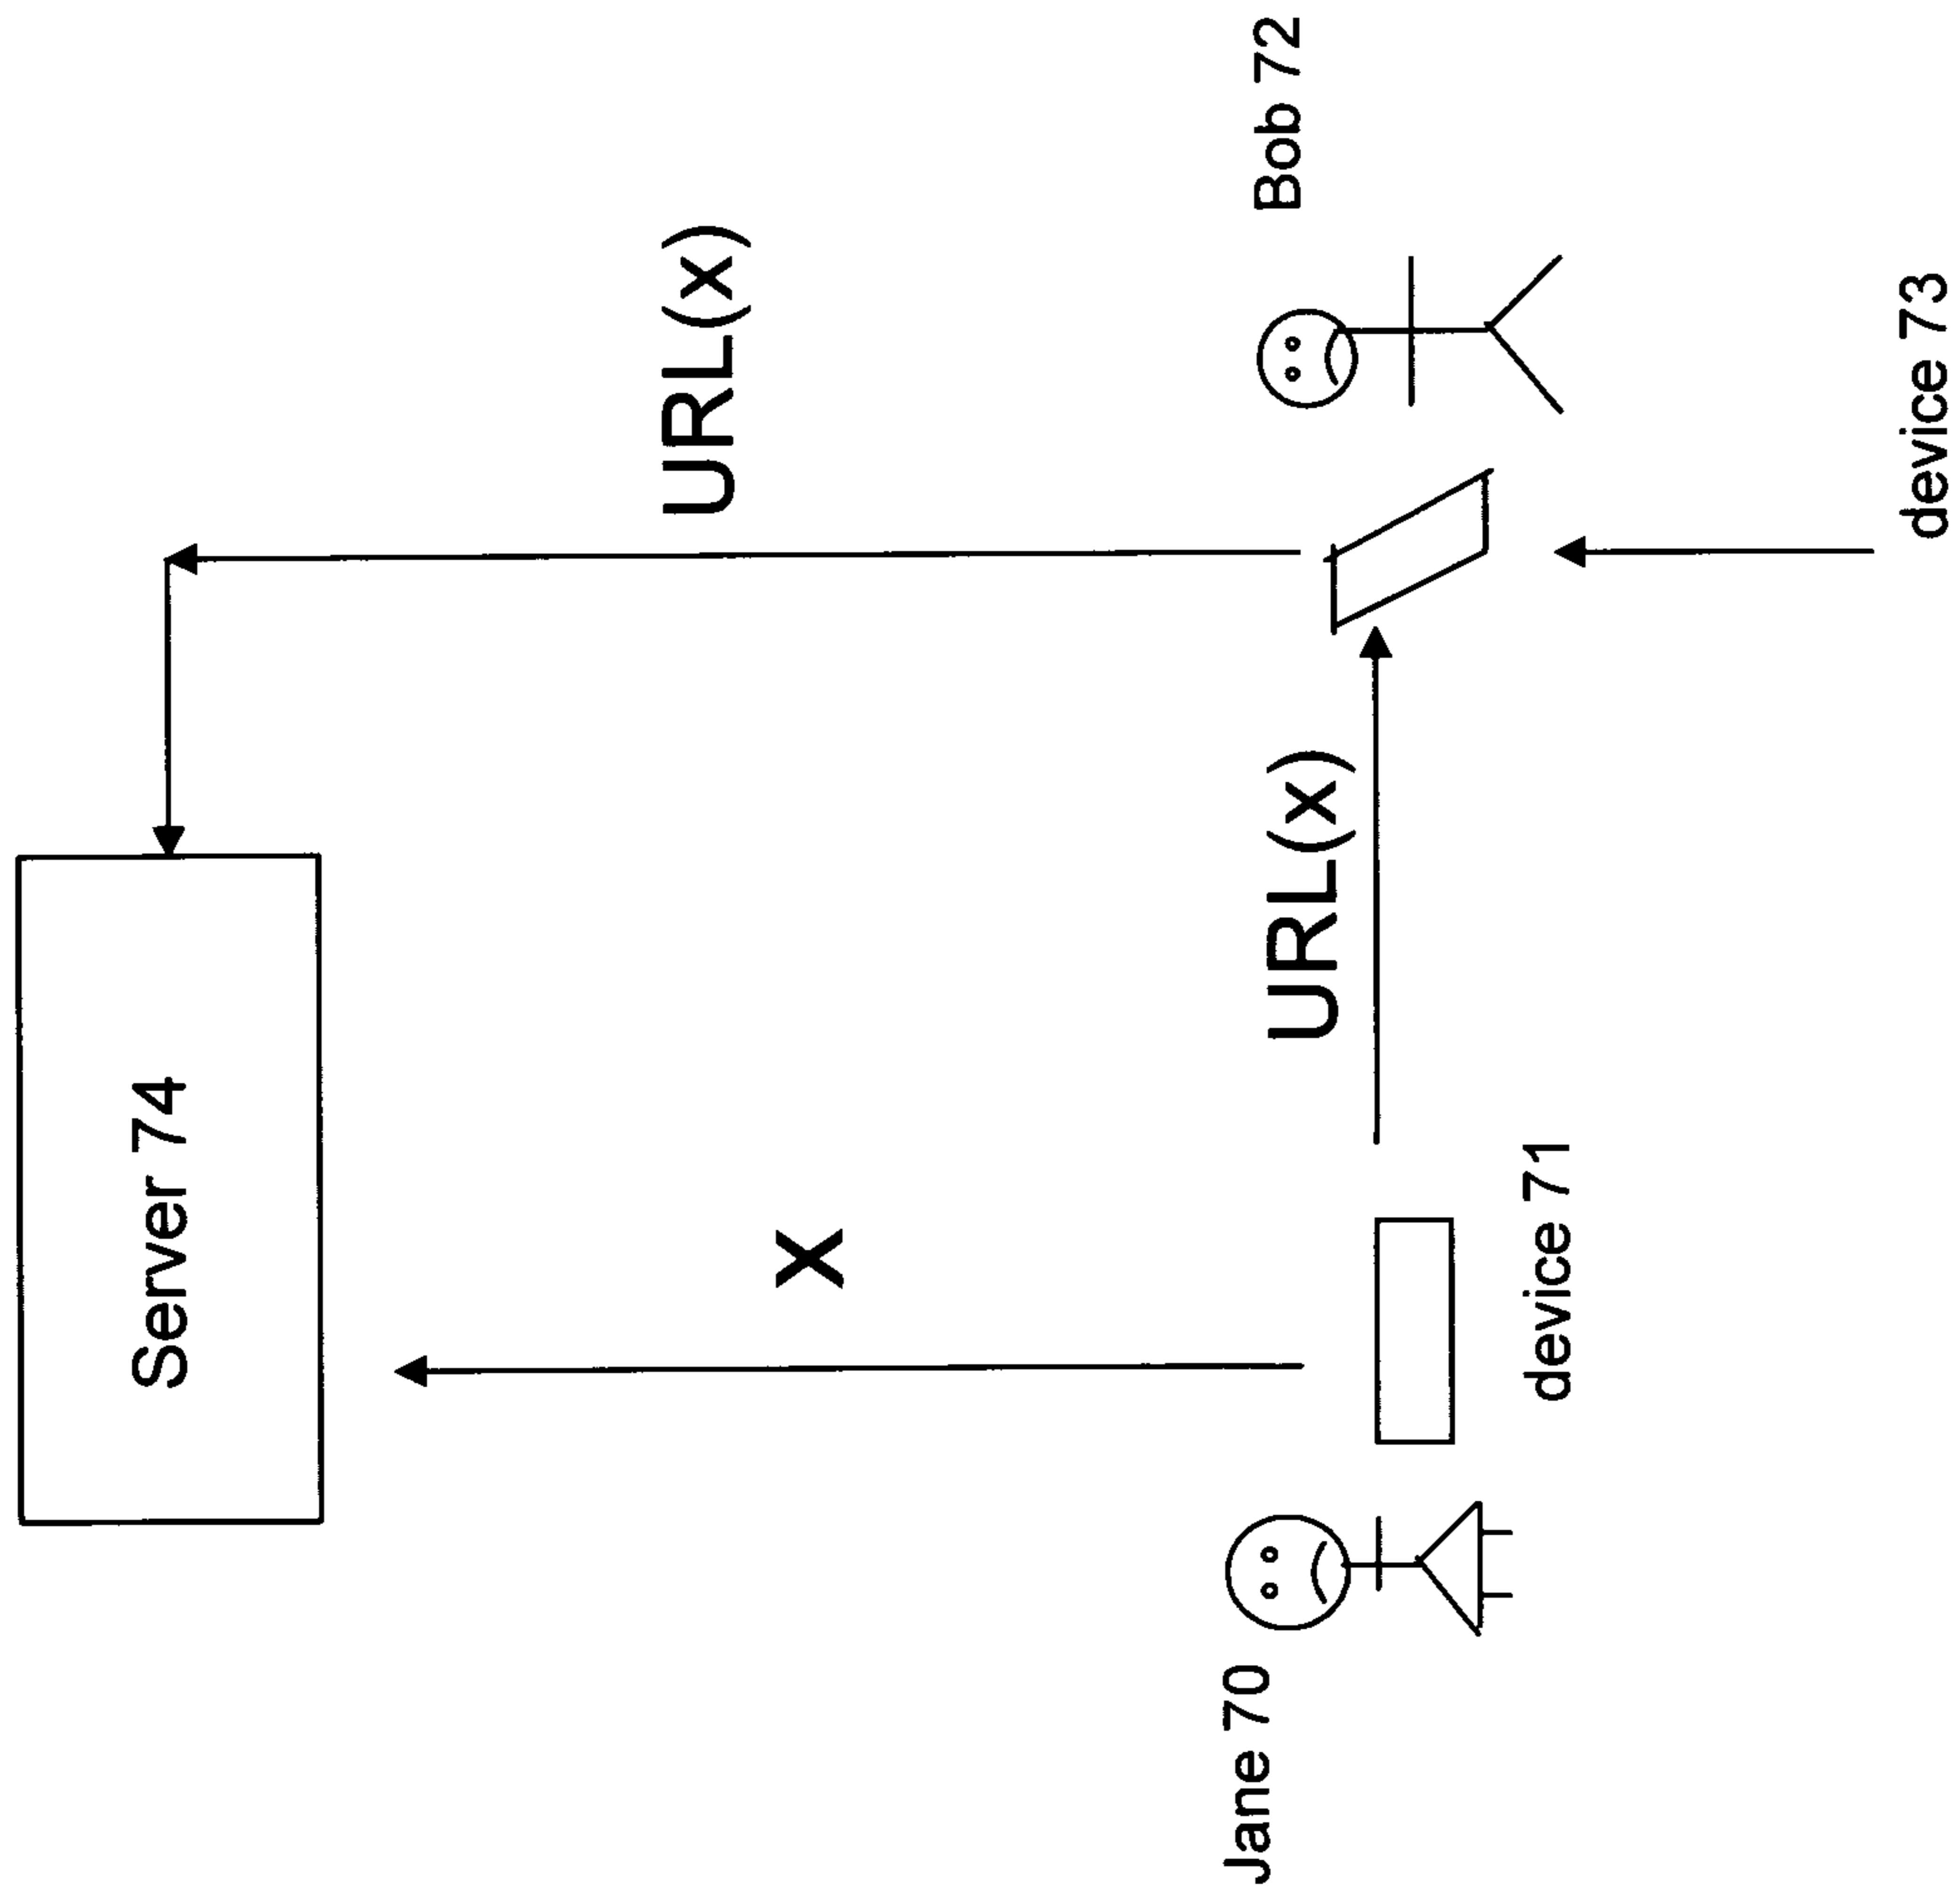 Server 74
X
URL(x)
URL(x)
Jane 70
device 71
Bob 72
device 73